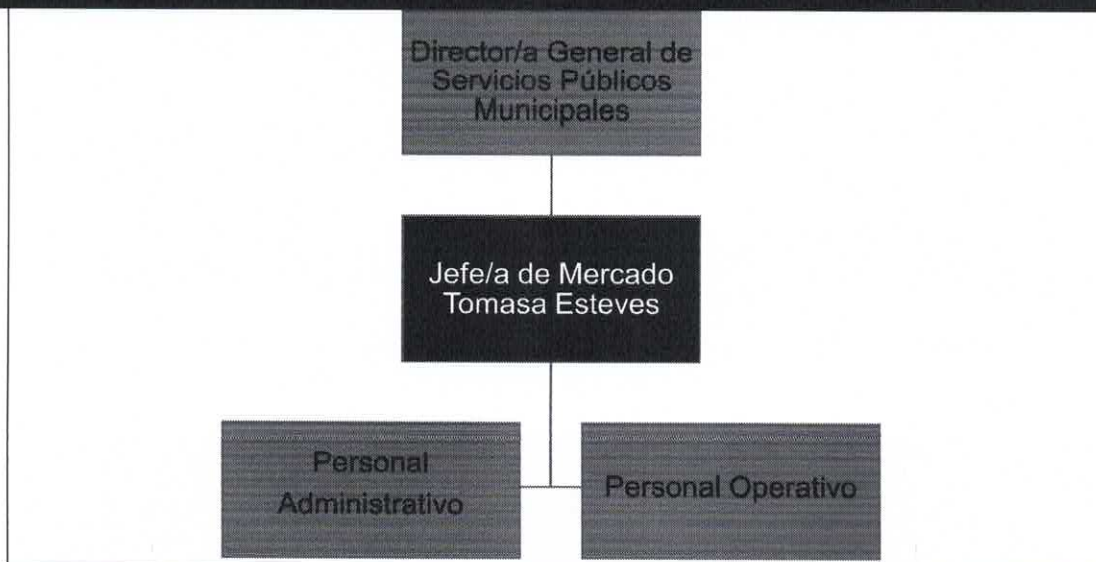 Director/a General de
Servicios Públicos
Municipales
Jefe/a de Mercado
Tomasa Esteves
Personal
Administrativo
Personal Operativo